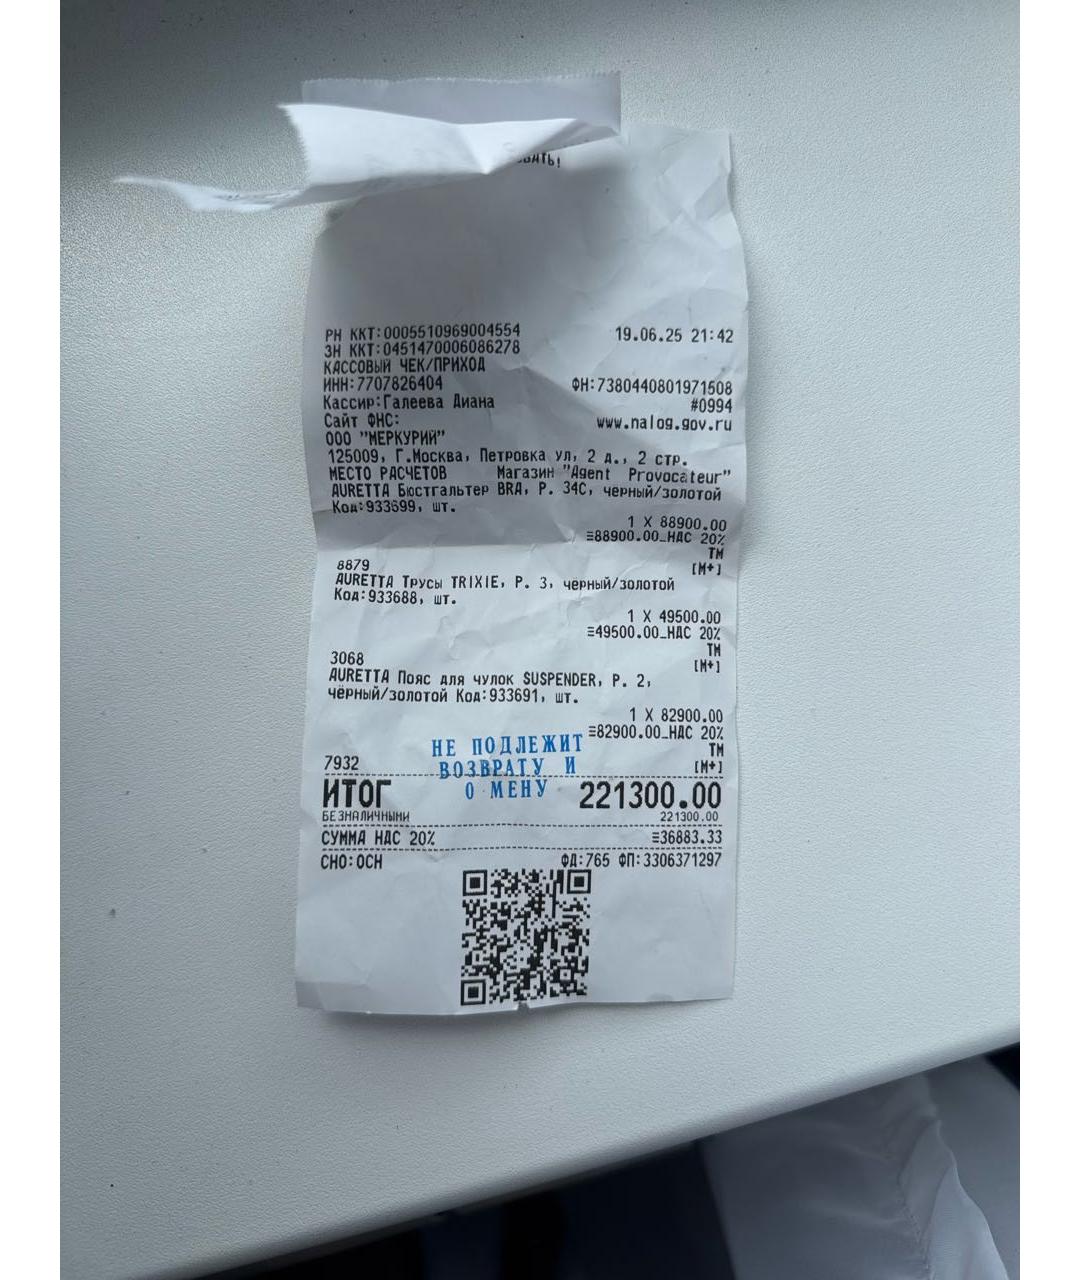 РН ККТ:0005510969004554 19.06.25 21:42
ЗН ККТ:0451470006086278
КАССОВЫЙ ЧЕК/ПРИХОД
ИНН:7707826404 ФН:7380440801971508
Кассир:Галеева Диана #0994
Сайт ФНС: www.nalog.gov.ru
ООО "МЕРКУРИЙ"
125009, Г.Москва, Петровка ул, 2 д., 2 стр.
МЕСТО РАСЧЕТОВ Магазин "Agent Provocateur"
AURETTA Бюстгальтер BRA, Р. 34C, черный/золотой
Код:933699, шт.
1 X 88900.00
≡88900.00_НДС 20%
ТМ
8879 [M+]
AURETTA Трусы TRIXIE, Р. 3, черный/золотой
Код:933688, шт.
1 X 49500.00
≡49500.00_НДС 20%
ТМ
3068 [M+]
AURETTA Пояс для чулок SUSPENDER, Р. 2,
чёрный/золотой Код:933691, шт.
1 X 82900.00
≡82900.00_НДС 20%
ТМ
7932 [M+]
НЕ ПОДЛЕЖИТ
ВОЗВРАТУ И
О МЕНУ
ИТОГ 221300.00
БЕЗНАЛИЧНЫМИ 221300.00
СУММА НДС 20% ≡36883.33
СНО:ОСН ФД:765 ФП:3306371297